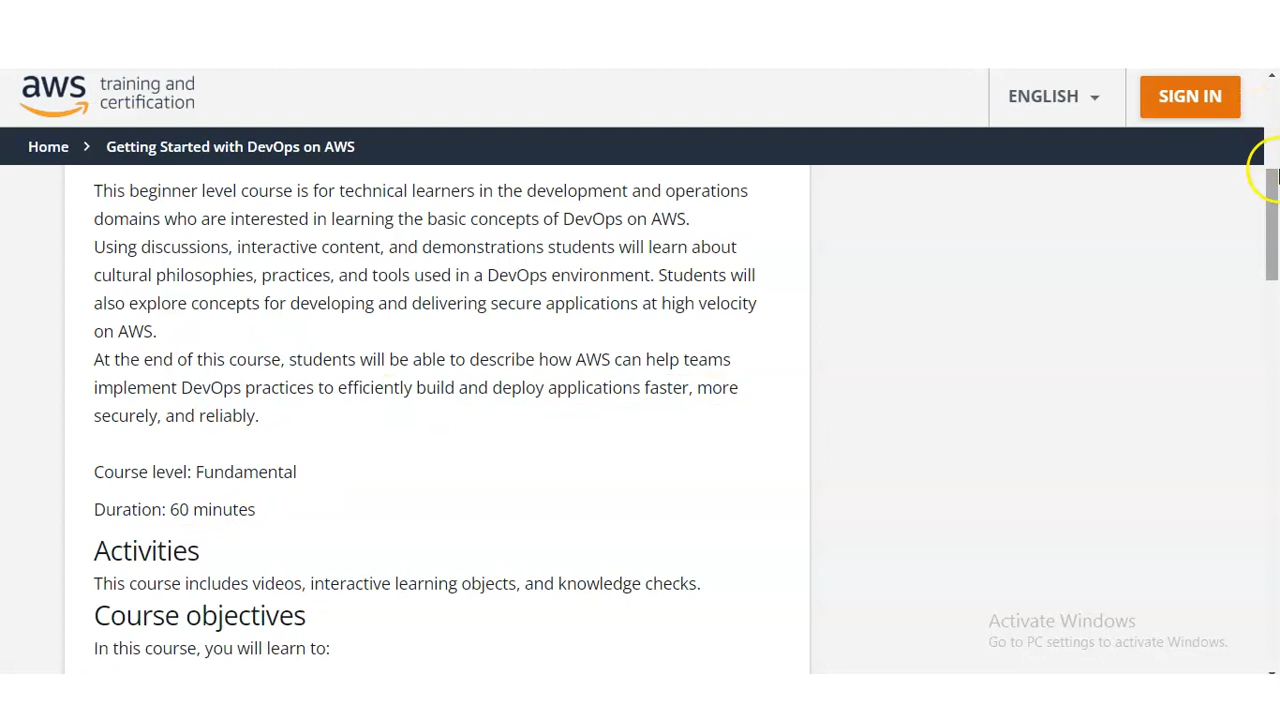 aws training and certification
ENGLISH
SIGN IN
Home > Getting Started with DevOps on AWS
This beginner level course is for technical learners in the development and operations
domains who are interested in learning the basic concepts of DevOps on AWS.
Using discussions, interactive content, and demonstrations students will learn about
cultural philosophies, practices, and tools used in a DevOps environment. Students will
also explore concepts for developing and delivering secure applications at high velocity
on AWS.
At the end of this course, students will be able to describe how AWS can help teams
implement DevOps practices to efficiently build and deploy applications faster, more
securely, and reliably.
Course level: Fundamental
Duration: 60 minutes
Activities
This course includes videos, interactive learning objects, and knowledge checks.
Course objectives
In this course, you will learn to:
Activate Windows
Go to PC settings to activate Windows.